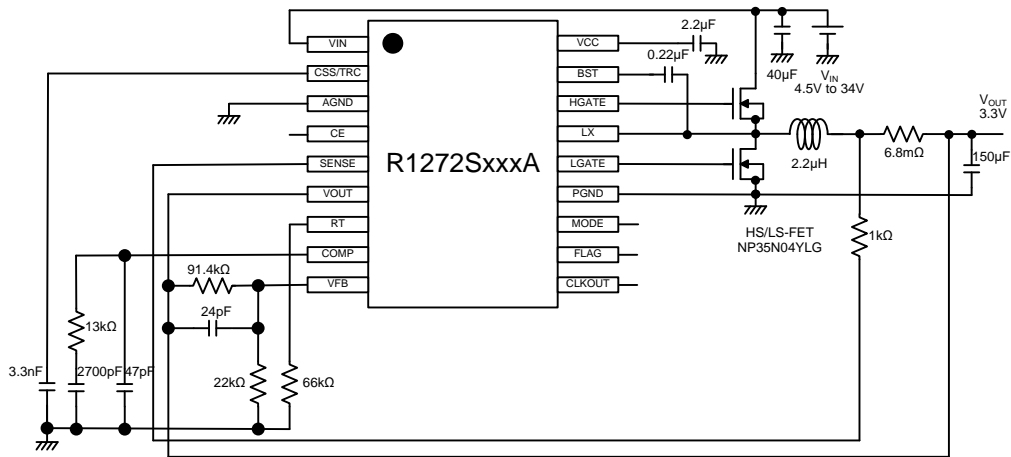 VIN
CSS/TRC
AGND
CE
SENSE
VOUT
RT
COMP
VFB
R1272SxxxA
VCC
BST
HGATE
LX
LGATE
PGND
MODE
FLAG
CLKOUT
2.2µF
0.22µF
40µF
VIN
4.5V to 34V
VOUT
3.3V
2.2µH
6.8mΩ
150µF
HS/LS-FET
NP35N04YLG
1kΩ
91.4kΩ
24pF
13kΩ
3.3nF
2700pF
47pF
22kΩ
66kΩ